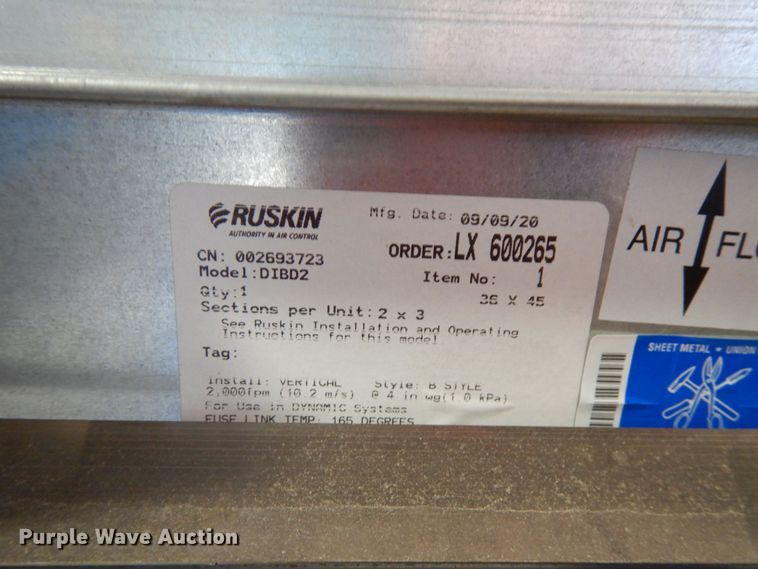 RUSKIN
AUTHORITY IN AIR CONTROL
Mfg. Date: 09/09/20
CN: 002693723
ORDER: LX 600265
Model: DIBD2
Item No: 1
Qty: 1
36 X 45
Sections per Unit: 2 x 3
See Ruskin Installation and Operating
Instructions for this model
Tag:
Install: VERTICAL Style: B STYLE
2,000fpm (10.2 m/s) @ 4 in wg(1.0 kPa)
For Use in DYNAMIC Systems
FUSE LINK TEMP: 165 DEGREES
AIR FLO
SHEET METAL • UNION
Purple Wave Auction